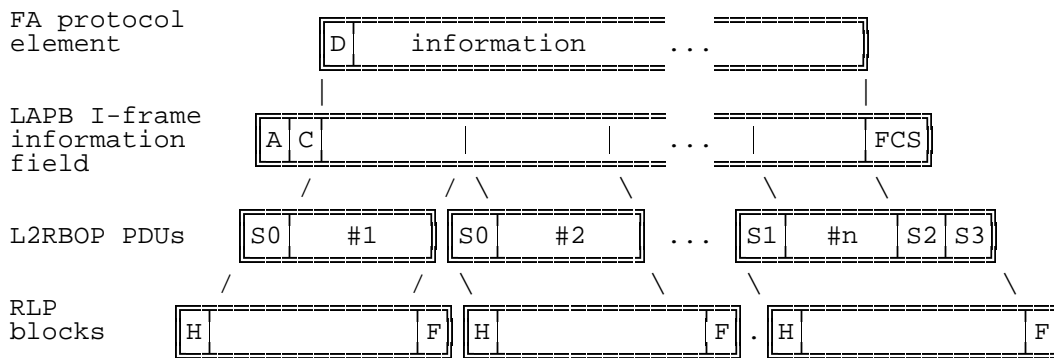 FA protocol
element
D information ...
LAPB I-frame
information
field
A C ... FCS
L2RBOP PDUs S0 #1 S0 #2 ... S1 #n S2 S3
RLP
blocks
H F H F . H F